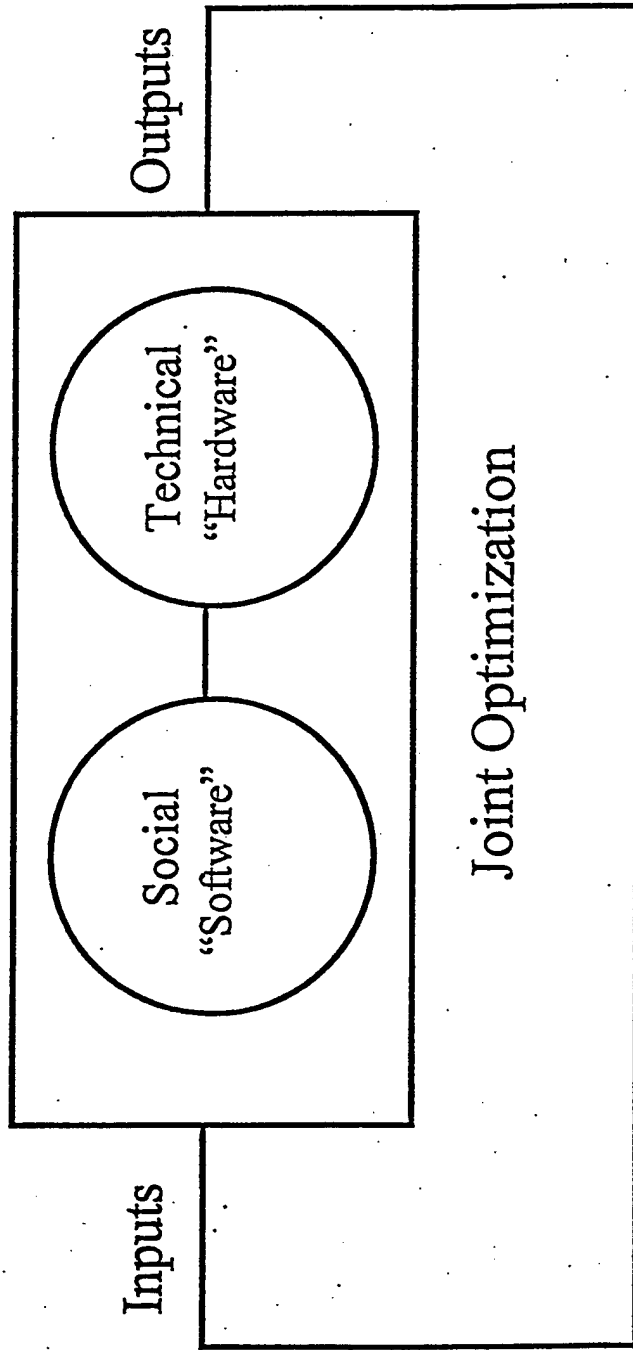 Inputs
Social
“Software”
Technical
“Hardware”
Outputs
Joint Optimization